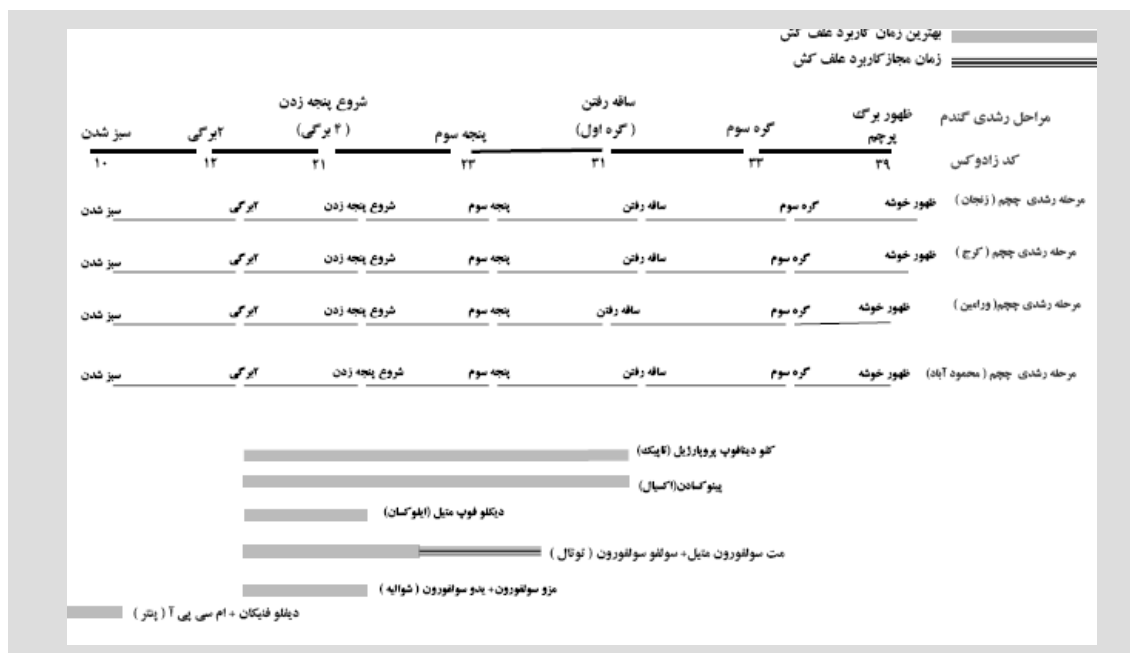 بهترین زمان کاربرد علف کش
زمان مجاز کاربرد علف کش
مراحل رشدی گندم ظهور برگ پرچم گره سوم ساقه رفتن (گره اول) پنجه سوم شروع پنجه زدن (۴ برگی) ۲برگی سبز شدن
کد زادوکس ۳۹ ۳۳ ۳۱ ۲۳ ۲۱ ۱۲ ۱۰
مرحله رشدی چچم (زنجان) ظهور خوشه گره سوم ساقه رفتن پنجه سوم شروع پنجه زدن ۲برگی سبز شدن
مرحله رشدی چچم (کرج) ظهور خوشه گره سوم ساقه رفتن پنجه سوم شروع پنجه زدن ۲برگی سبز شدن
مرحله رشدی چچم (ورامین) ظهور خوشه گره سوم ساقه رفتن پنجه سوم شروع پنجه زدن ۲برگی سبز شدن
مرحله رشدی چچم (محمود آباد) ظهور خوشه گره سوم ساقه رفتن پنجه سوم شروع پنجه زدن ۲برگی سبز شدن
کلو دینافوپ پروپارژیل (تاپیک)
پینوکسادن(اکسیال)
دیکلو فوپ متیل (ایلوکسان)
مت سولفورون متیل+ سولفو سولفورون (توتال)
مزو سولفورون+ یدو سولفورون (شوالیه)
دیفلو فنیکان + ام سی پی آ (پنتر)